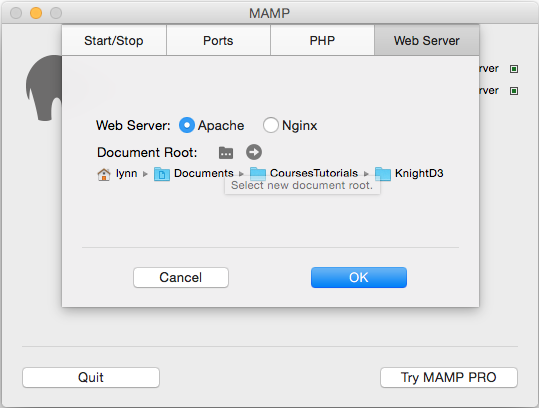 MAMP
Start/Stop Ports PHP Web Server
rver
rver
Web Server: Apache Nginx
Document Root:
lynn Documents CoursesTutorials KnightD3
Select new document root.
Cancel OK
Quit Try MAMP PRO